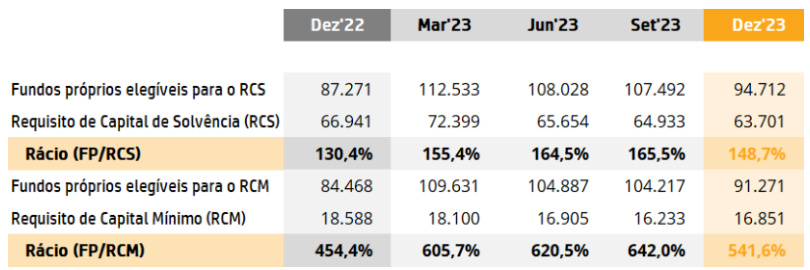 Dez'22 Mar'23 Jun'23 Set'23 Dez'23
Fundos próprios elegíveis para o RCS 87.271 112.533 108.028 107.492 94.712
Requisito de Capital de Solvência (RCS) 66.941 72.399 65.654 64.933 63.701
Rácio (FP/RCS) 130,4% 155,4% 164,5% 165,5% 148,7%
Fundos próprios elegíveis para o RCM 84.468 109.631 104.887 104.217 91.271
Requisito de Capital Mínimo (RCM) 18.588 18.100 16.905 16.233 16.851
Rácio (FP/RCM) 454,4% 605,7% 620,5% 642,0% 541,6%